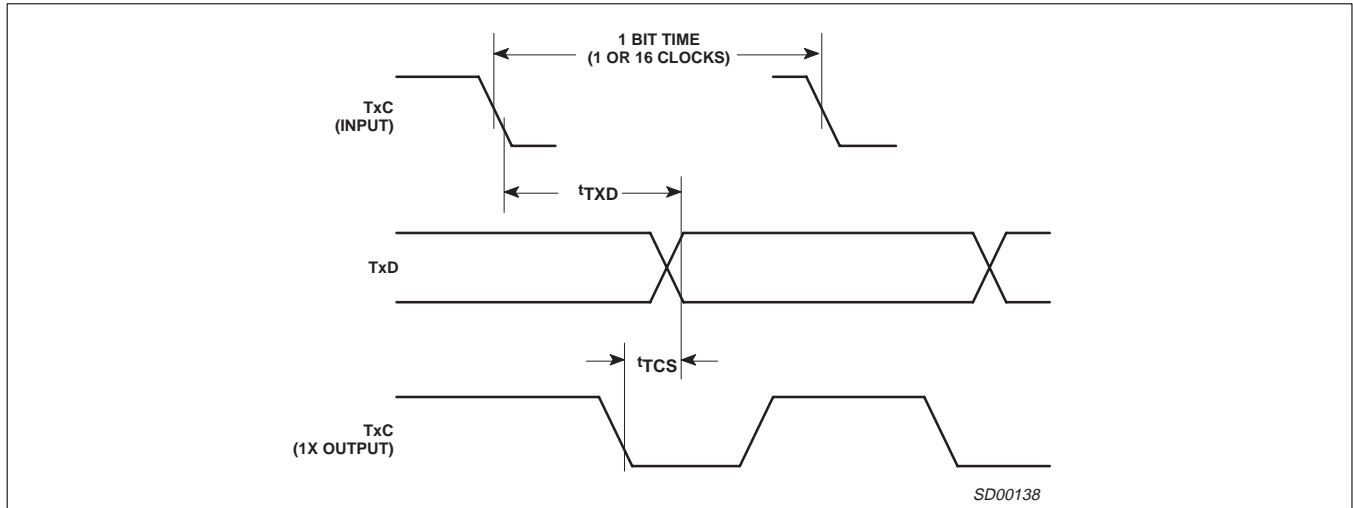 1 BIT TIME
(1 OR 16 CLOCKS)
TxC
(INPUT)
tTXD
TxD
tTCS
TxC
(1X OUTPUT)
SD00138